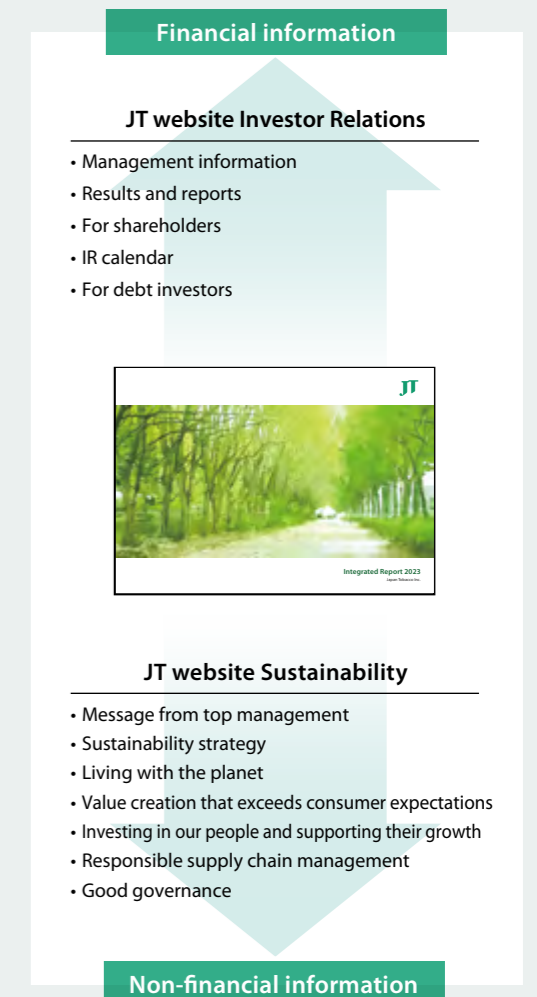 Financial information
JT website Investor Relations
• Management information
• Results and reports
• For shareholders
• IR calendar
• For debt investors
JT
Integrated Report 2023
Japan Tobacco Inc.
JT website Sustainability
• Message from top management
• Sustainability strategy
• Living with the planet
• Value creation that exceeds consumer expectations
• Investing in our people and supporting their growth
• Responsible supply chain management
• Good governance
Non-financial information